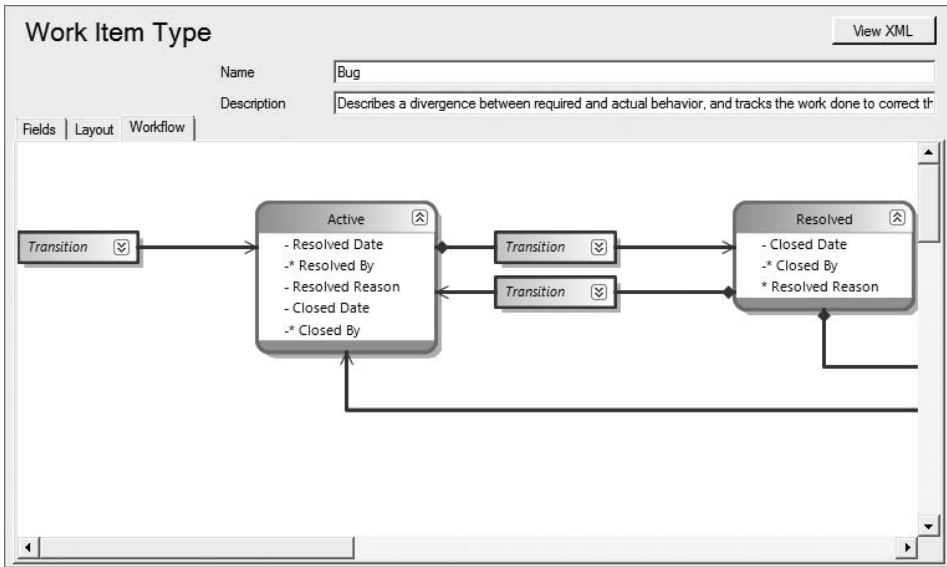 Work Item Type
View XML
Name
Bug
Description
Describes a divergence between required and actual behavior, and tracks the work done to correct th
Fields
Layout
Workflow
Transition
Active
- Resolved Date
-* Resolved By
- Resolved Reason
- Closed Date
-* Closed By
Transition
Transition
Resolved
- Closed Date
-* Closed By
* Resolved Reason